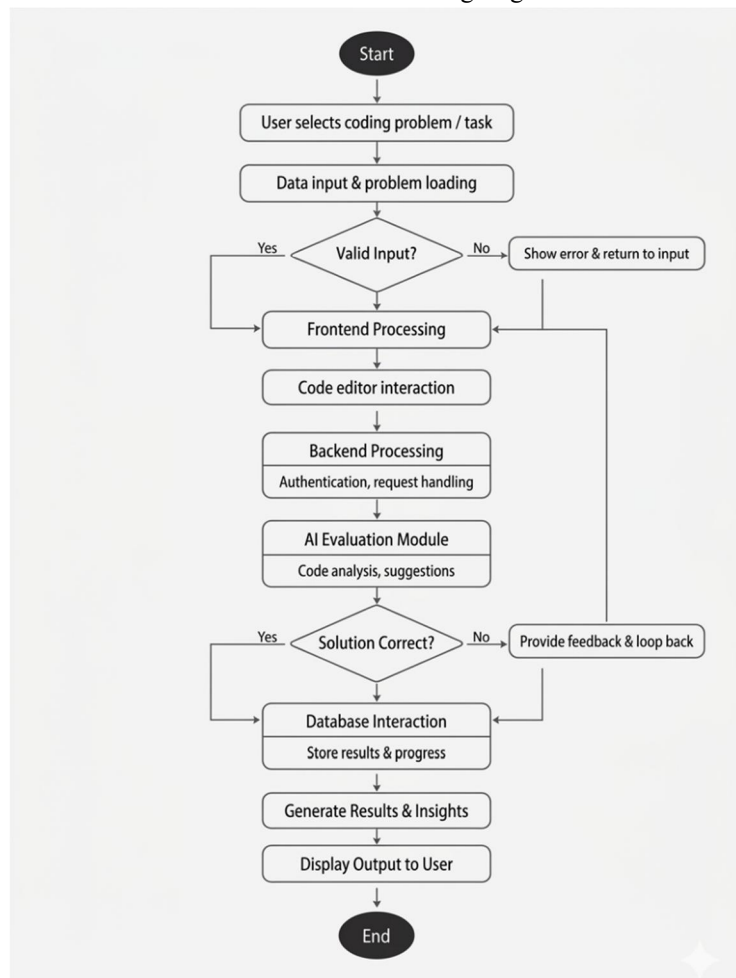 Start
User selects coding problem / task
Data input & problem loading
Yes
Valid Input?
No
Show error & return to input
Frontend Processing
Code editor interaction
Backend Processing
Authentication, request handling
AI Evaluation Module
Code analysis, suggestions
Yes
Solution Correct?
No
Provide feedback & loop back
Database Interaction
Store results & progress
Generate Results & Insights
Display Output to User
End